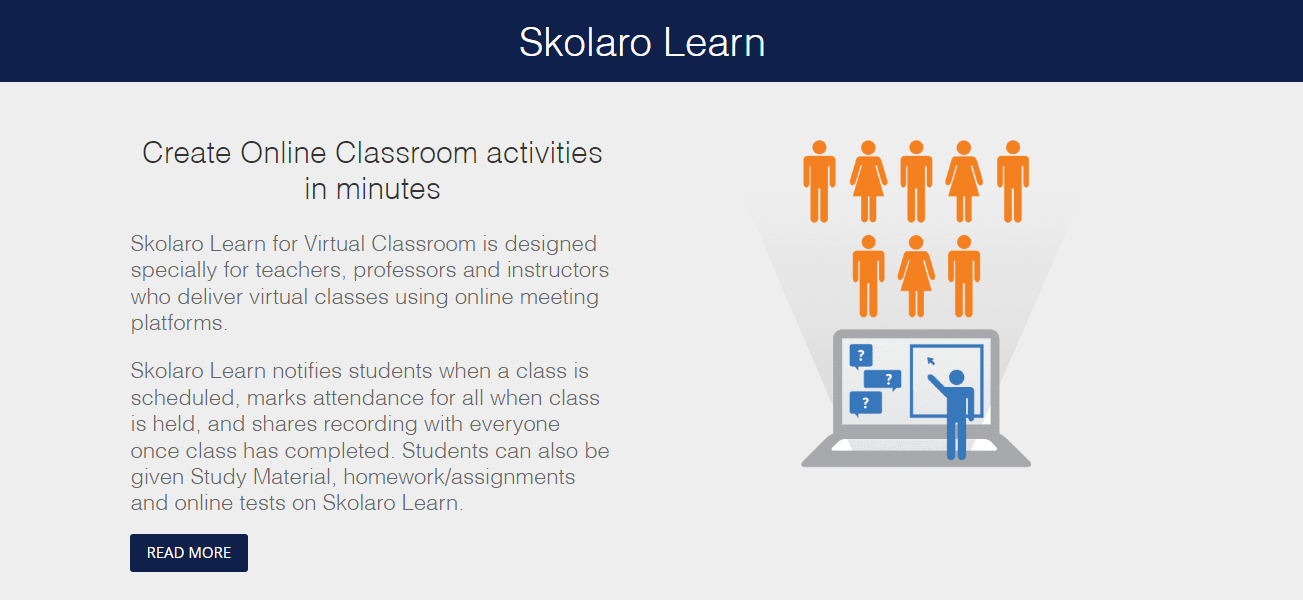 Skolaro Learn
Create Online Classroom activities
in minutes
Skolaro Learn for Virtual Classroom is designed
specially for teachers, professors and instructors
who deliver virtual classes using online meeting
platforms.
Skolaro Learn notifies students when a class is
scheduled, marks attendance for all when class
is held, and shares recording with everyone
once class has completed. Students can also be
given Study Material, homework/assignments
and online tests on Skolaro Learn.
READ MORE
?
?
?